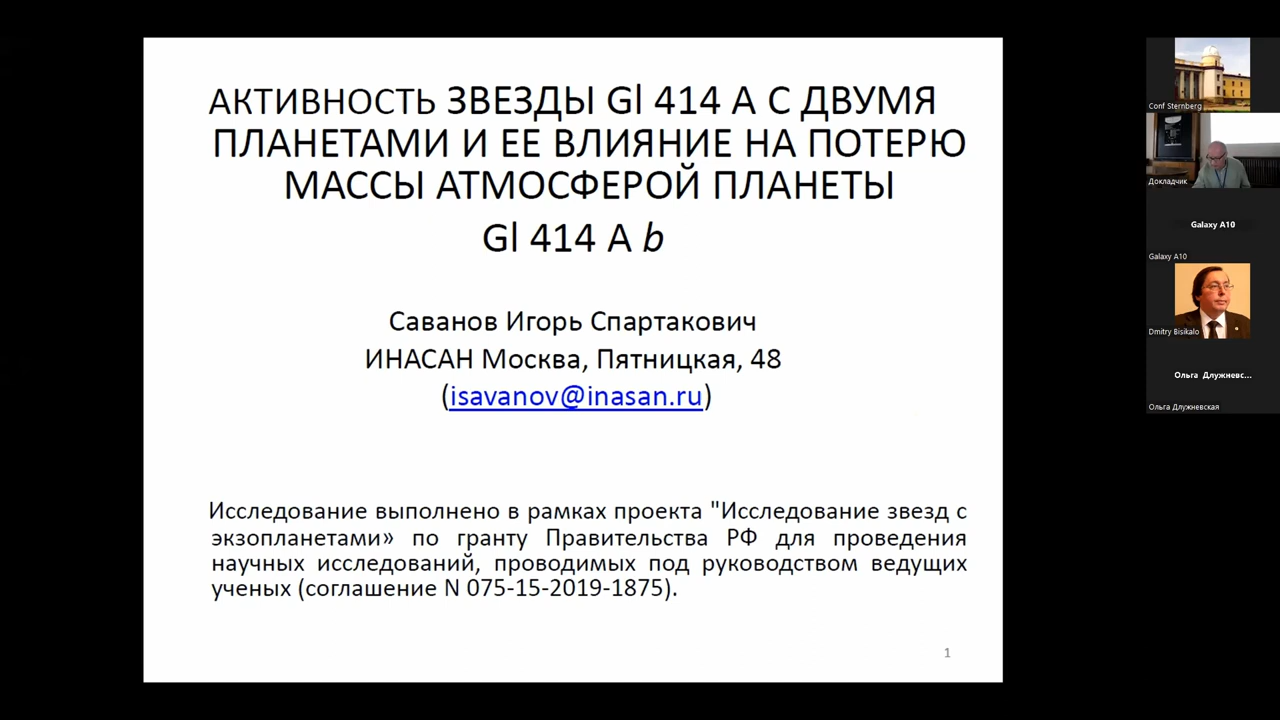 АКТИВНОСТЬ ЗВЕЗДЫ Gl 414 A С ДВУМЯ
ПЛАНЕТАМИ И ЕЕ ВЛИЯНИЕ НА ПОТЕРЮ
МАССЫ АТМОСФЕРОЙ ПЛАНЕТЫ
Gl 414 A b
Саванов Игорь Спартакович
ИНАСАН Москва, Пятницкая, 48
(isavanov@inasan.ru)
Исследование выполнено в рамках проекта "Исследование звезд с
экзопланетами» по гранту Правительства РФ для проведения
научных исследований, проводимых под руководством ведущих
ученых (соглашение N 075-15-2019-1875).
1
Conf Sternberg
Докладчик
Galaxy A10
Galaxy A10
Dmitry Bisikalo
Ольга Длужневс...
Ольга Длужневская